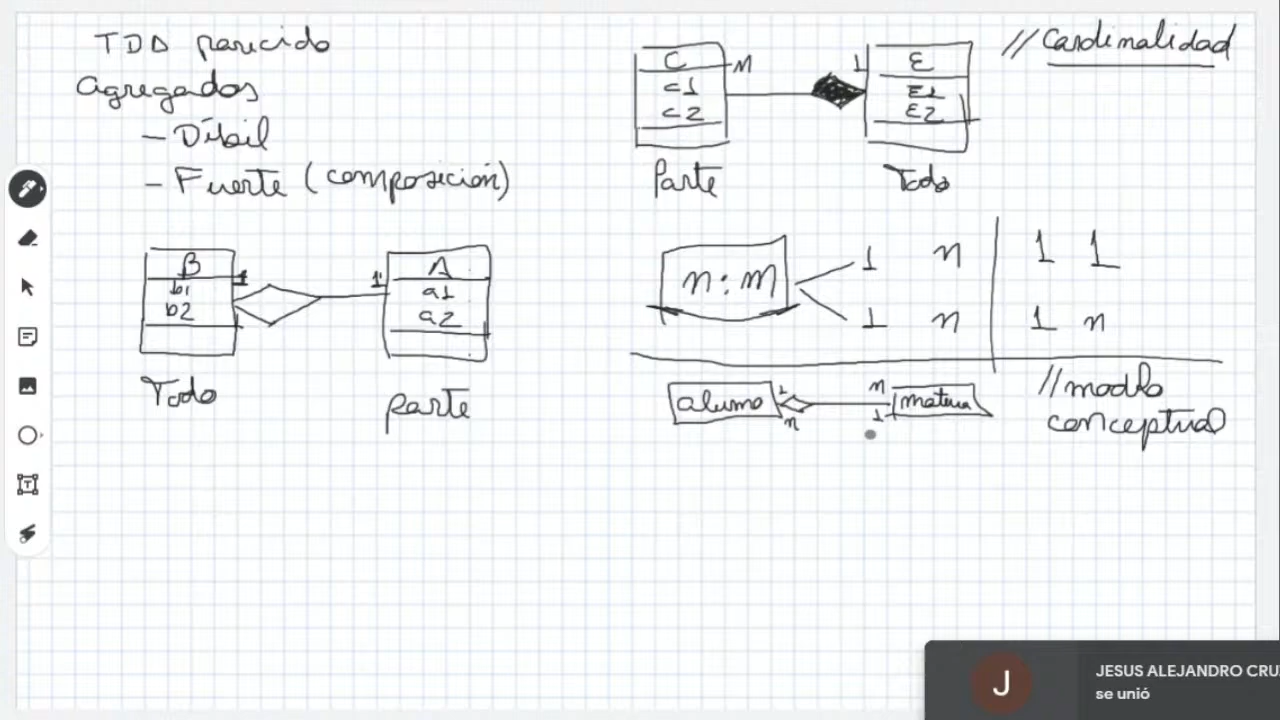 TDD parecido
agregados
- Débil
- Fuerte (composición)
B
b1
b2
1
1
A
a1
a2
Todo
parte
// Cardinalidad
C
c1
c2
M
1
E
E1
E2
Parte
Todo
n : m
1 n
1 n
1 1
1 n
alumno
1
n
n
1
materia
// modelo
conceptual
J
JESUS ALEJANDRO CRU
se unió